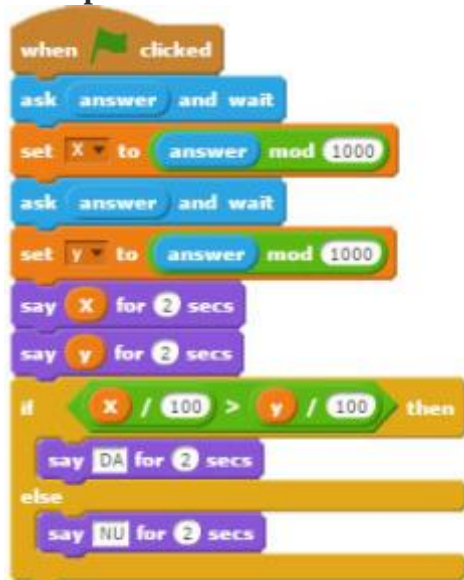 when clicked
ask answer and wait
set X to answer mod 1000
ask answer and wait
set y to answer mod 1000
say X for 2 secs
say y for 2 secs
if X / 100 > y / 100 then
say DA for 2 secs
else
say NU for 2 secs